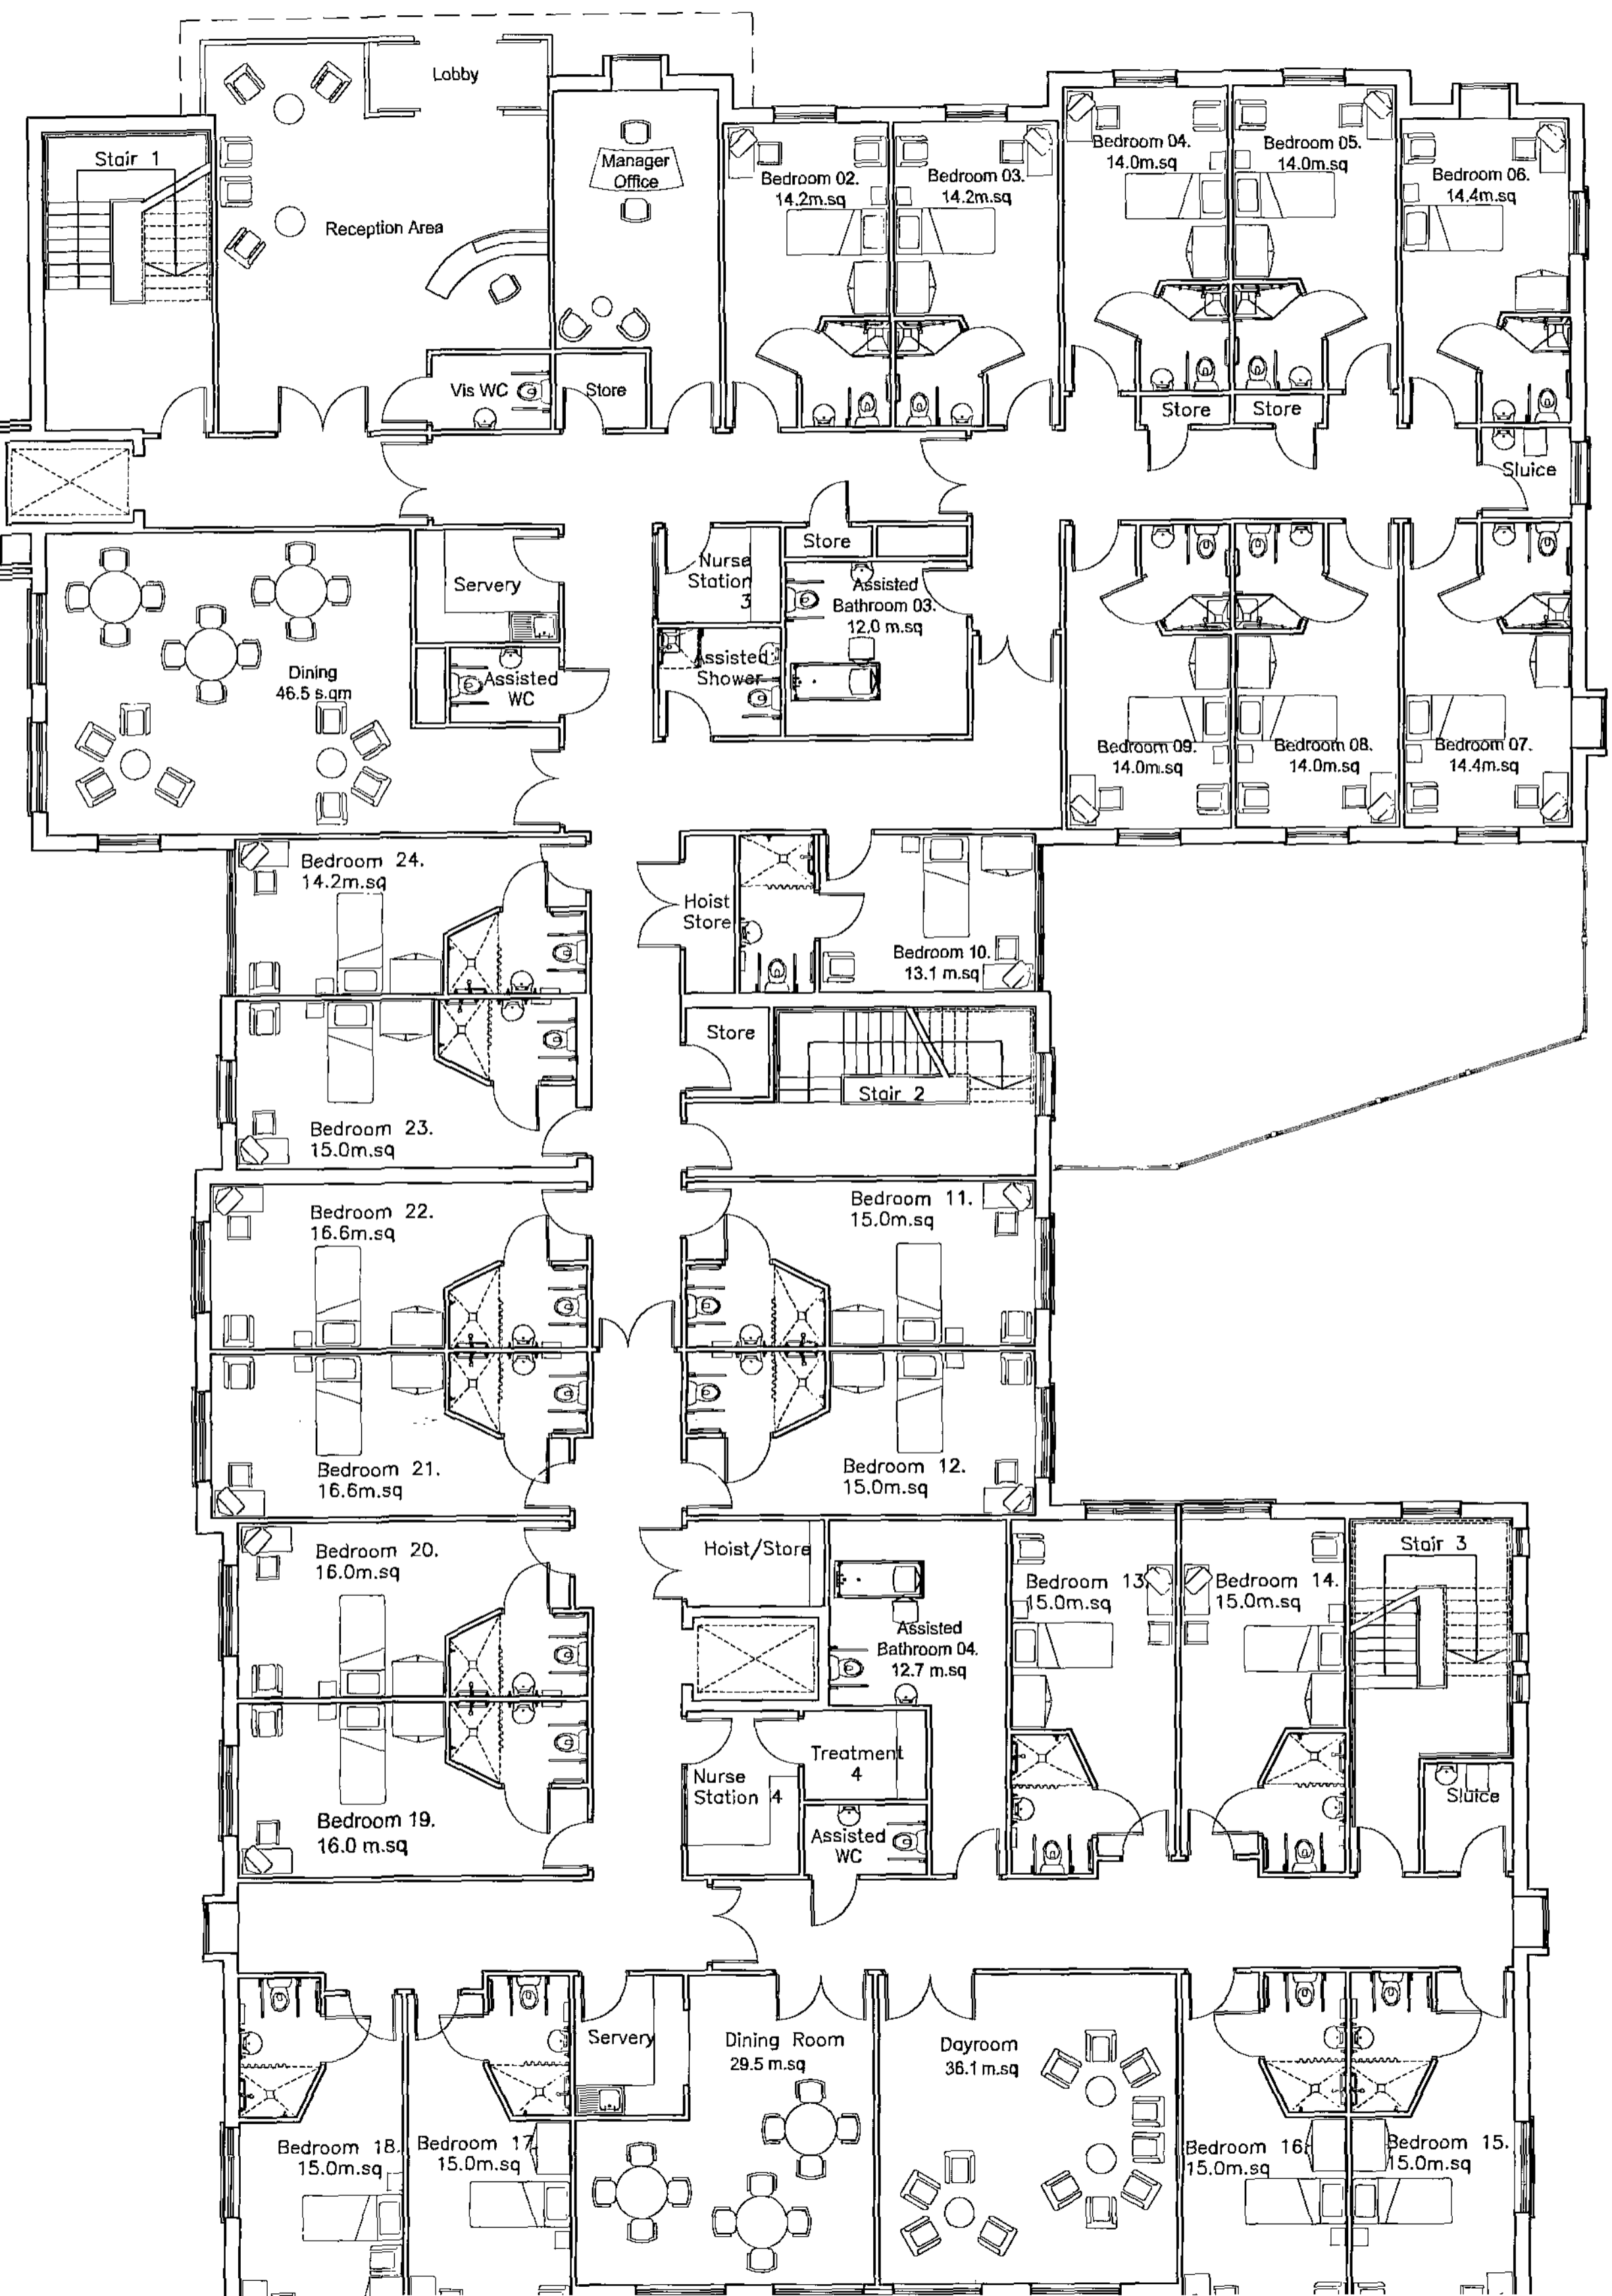 Lobby
Stair 1
Manager
Office
Reception Area
Bedroom 02.
14.2m.sq
Bedroom 03.
14.2m.sq
Bedroom 04.
14.0m.sq
Bedroom 05.
14.0m.sq
Bedroom 06.
14.4m.sq
Vis WC
Store
Store
Store
Sluice
Servery
Nurse
Station
3
Store
Assisted
Bathroom 03.
12.0 m.sq
Dining
46.5 s.qm
Assisted
WC
Assisted
Shower
Bedroom 09.
14.0m.sq
Bedroom 08.
14.0m.sq
Bedroom 07.
14.4m.sq
Bedroom 24.
14.2m.sq
Hoist
Store
Bedroom 10.
13.1 m.sq
Store
Stair 2
Bedroom 23.
15.0m.sq
Bedroom 22.
16.6m.sq
Bedroom 11.
15.0m.sq
Bedroom 21.
16.6m.sq
Bedroom 12.
15.0m.sq
Bedroom 20.
16.0m.sq
Hoist/Store
Bedroom 13.
15.0m.sq
Bedroom 14.
15.0m.sq
Stair 3
Assisted
Bathroom 04.
12.7 m.sq
Treatment
4
Nurse
Station 4
Sluice
Bedroom 19.
16.0 m.sq
Assisted
WC
Servery
Dining Room
29.5 m.sq
Dayroom
36.1 m.sq
Bedroom 18.
15.0m.sq
Bedroom 17
15.0m.sq
Bedroom 16.
15.0m.sq
Bedroom 15.
15.0m.sq